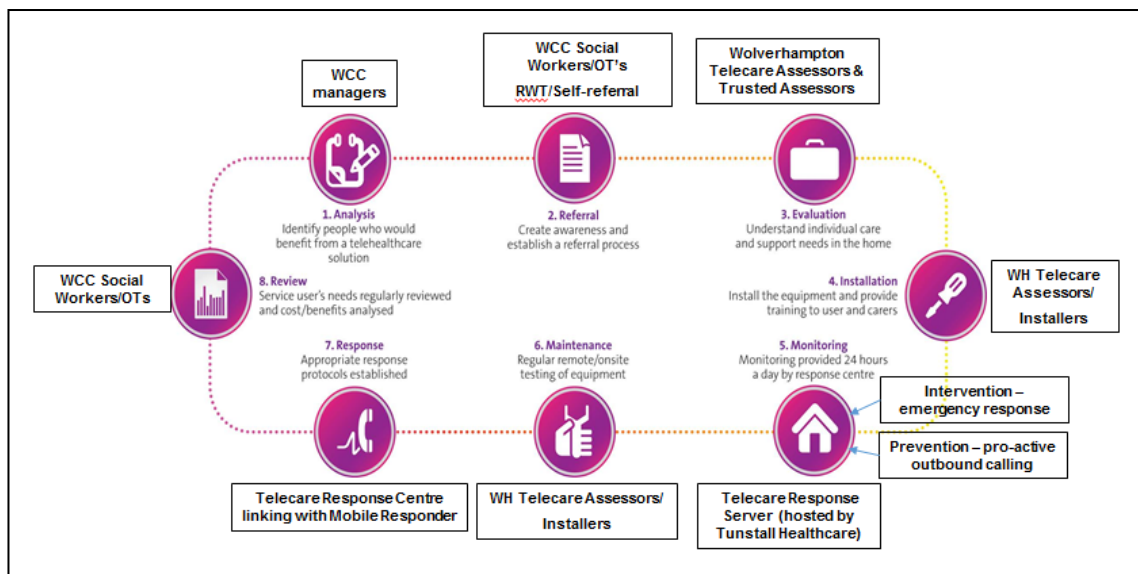 WCC
managers
WCC Social
Workers/OT's
RWT/Self-referral
Wolverhampton
Telecare Assessors &
Trusted Assessors
1. Analysis
Identify people who would
benefit from a telehealthcare
solution
2. Referral
Create awareness and
establish a referral process
3. Evaluation
Understand individual care
and support needs in the home
WCC Social
Workers/OTs
8. Review
Service user's needs regularly reviewed
and cost/benefits analysed
4. Installation
Install the equipment and provide
training to user and carers
WH Telecare
Assessors/
Installers
7. Response
Appropriate response
protocols established
6. Maintenance
Regular remote/onsite
testing of equipment
5. Monitoring
Monitoring provided 24 hours
a day by response centre
Intervention –
emergency response
Prevention – pro-active
outbound calling
Telecare Response Centre
linking with Mobile Responder
WH Telecare Assessors/
Installers
Telecare Response
Server (hosted by
Tunstall Healthcare)